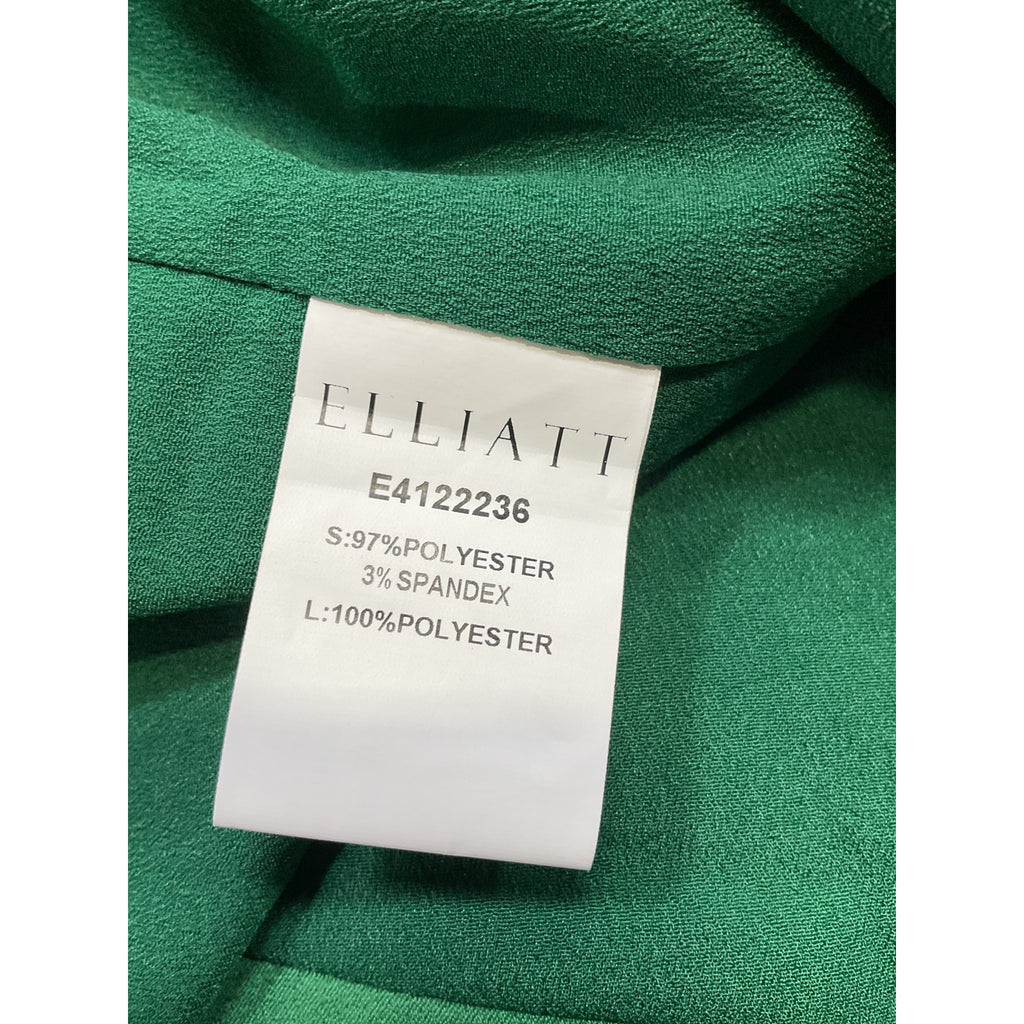 ELLIATT
E4122236
S:97%POLYESTER
3% SPANDEX
L:100%POLYESTER